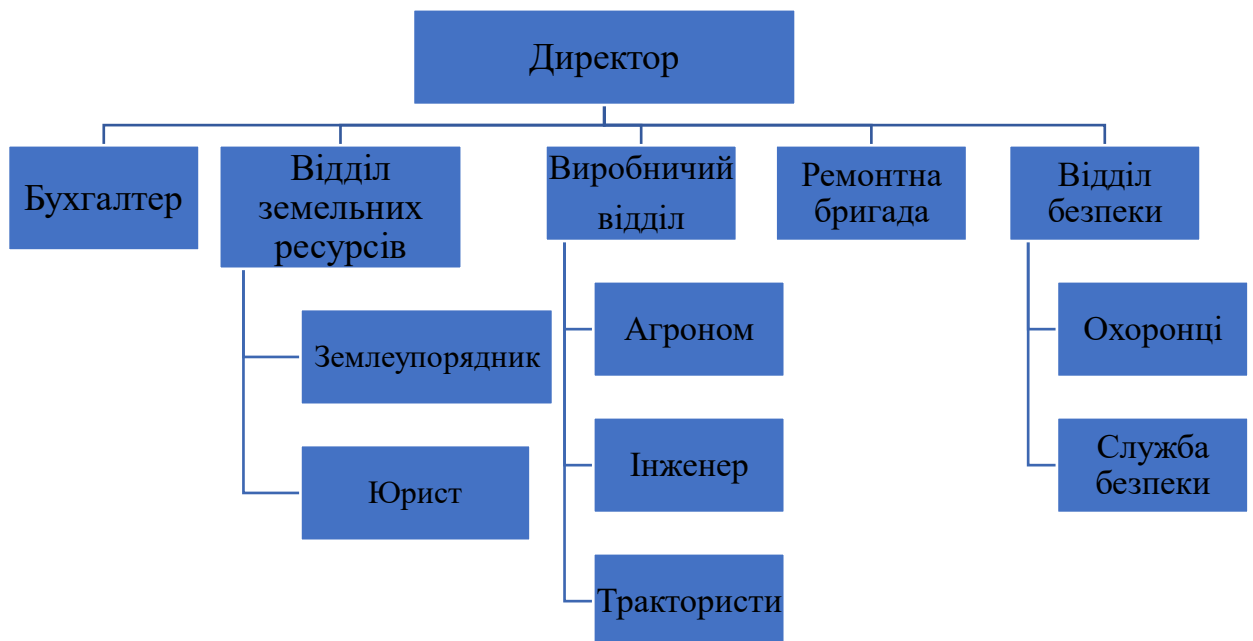 Директор
Бухгалтер
Відділ
земельних
ресурсів
Виробничий
відділ
Ремонтна
бригада
Відділ
безпеки
Землеупорядник
Юрист
Агроном
Інженер
Трактористи
Охоронці
Служба
безпеки